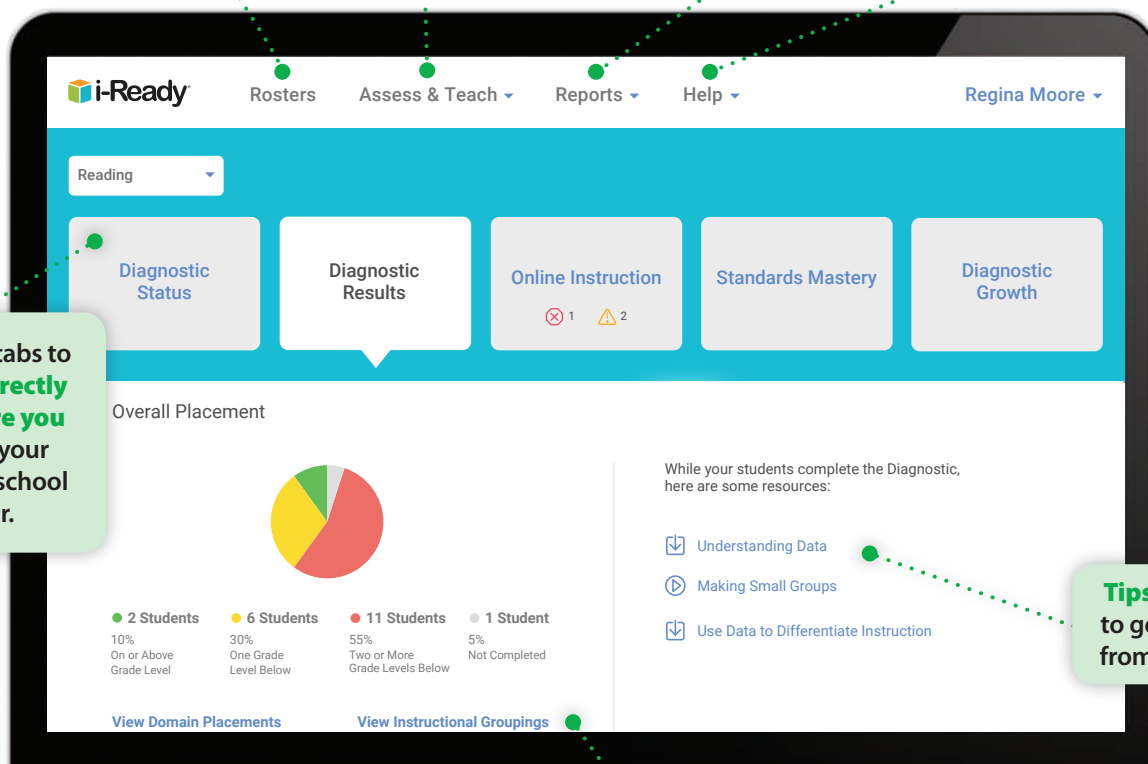 i-Ready
Rosters
Assess & Teach
Reports
Help
Regina Moore
Reading
Diagnostic
Status
Diagnostic
Results
Online Instruction
1
2
Standards Mastery
Diagnostic
Growth
tabs to
rectly
re you
your
school
r.
Overall Placement
2 Students
10%
On or Above
Grade Level
6 Students
30%
One Grade
Level Below
11 Students
55%
Two or More
Grade Levels Below
1 Student
5%
Not Completed
View Domain Placements
View Instructional Groupings
While your students complete the Diagnostic,
here are some resources:
Understanding Data
Making Small Groups
Use Data to Differentiate Instruction
Tips
to ge
from